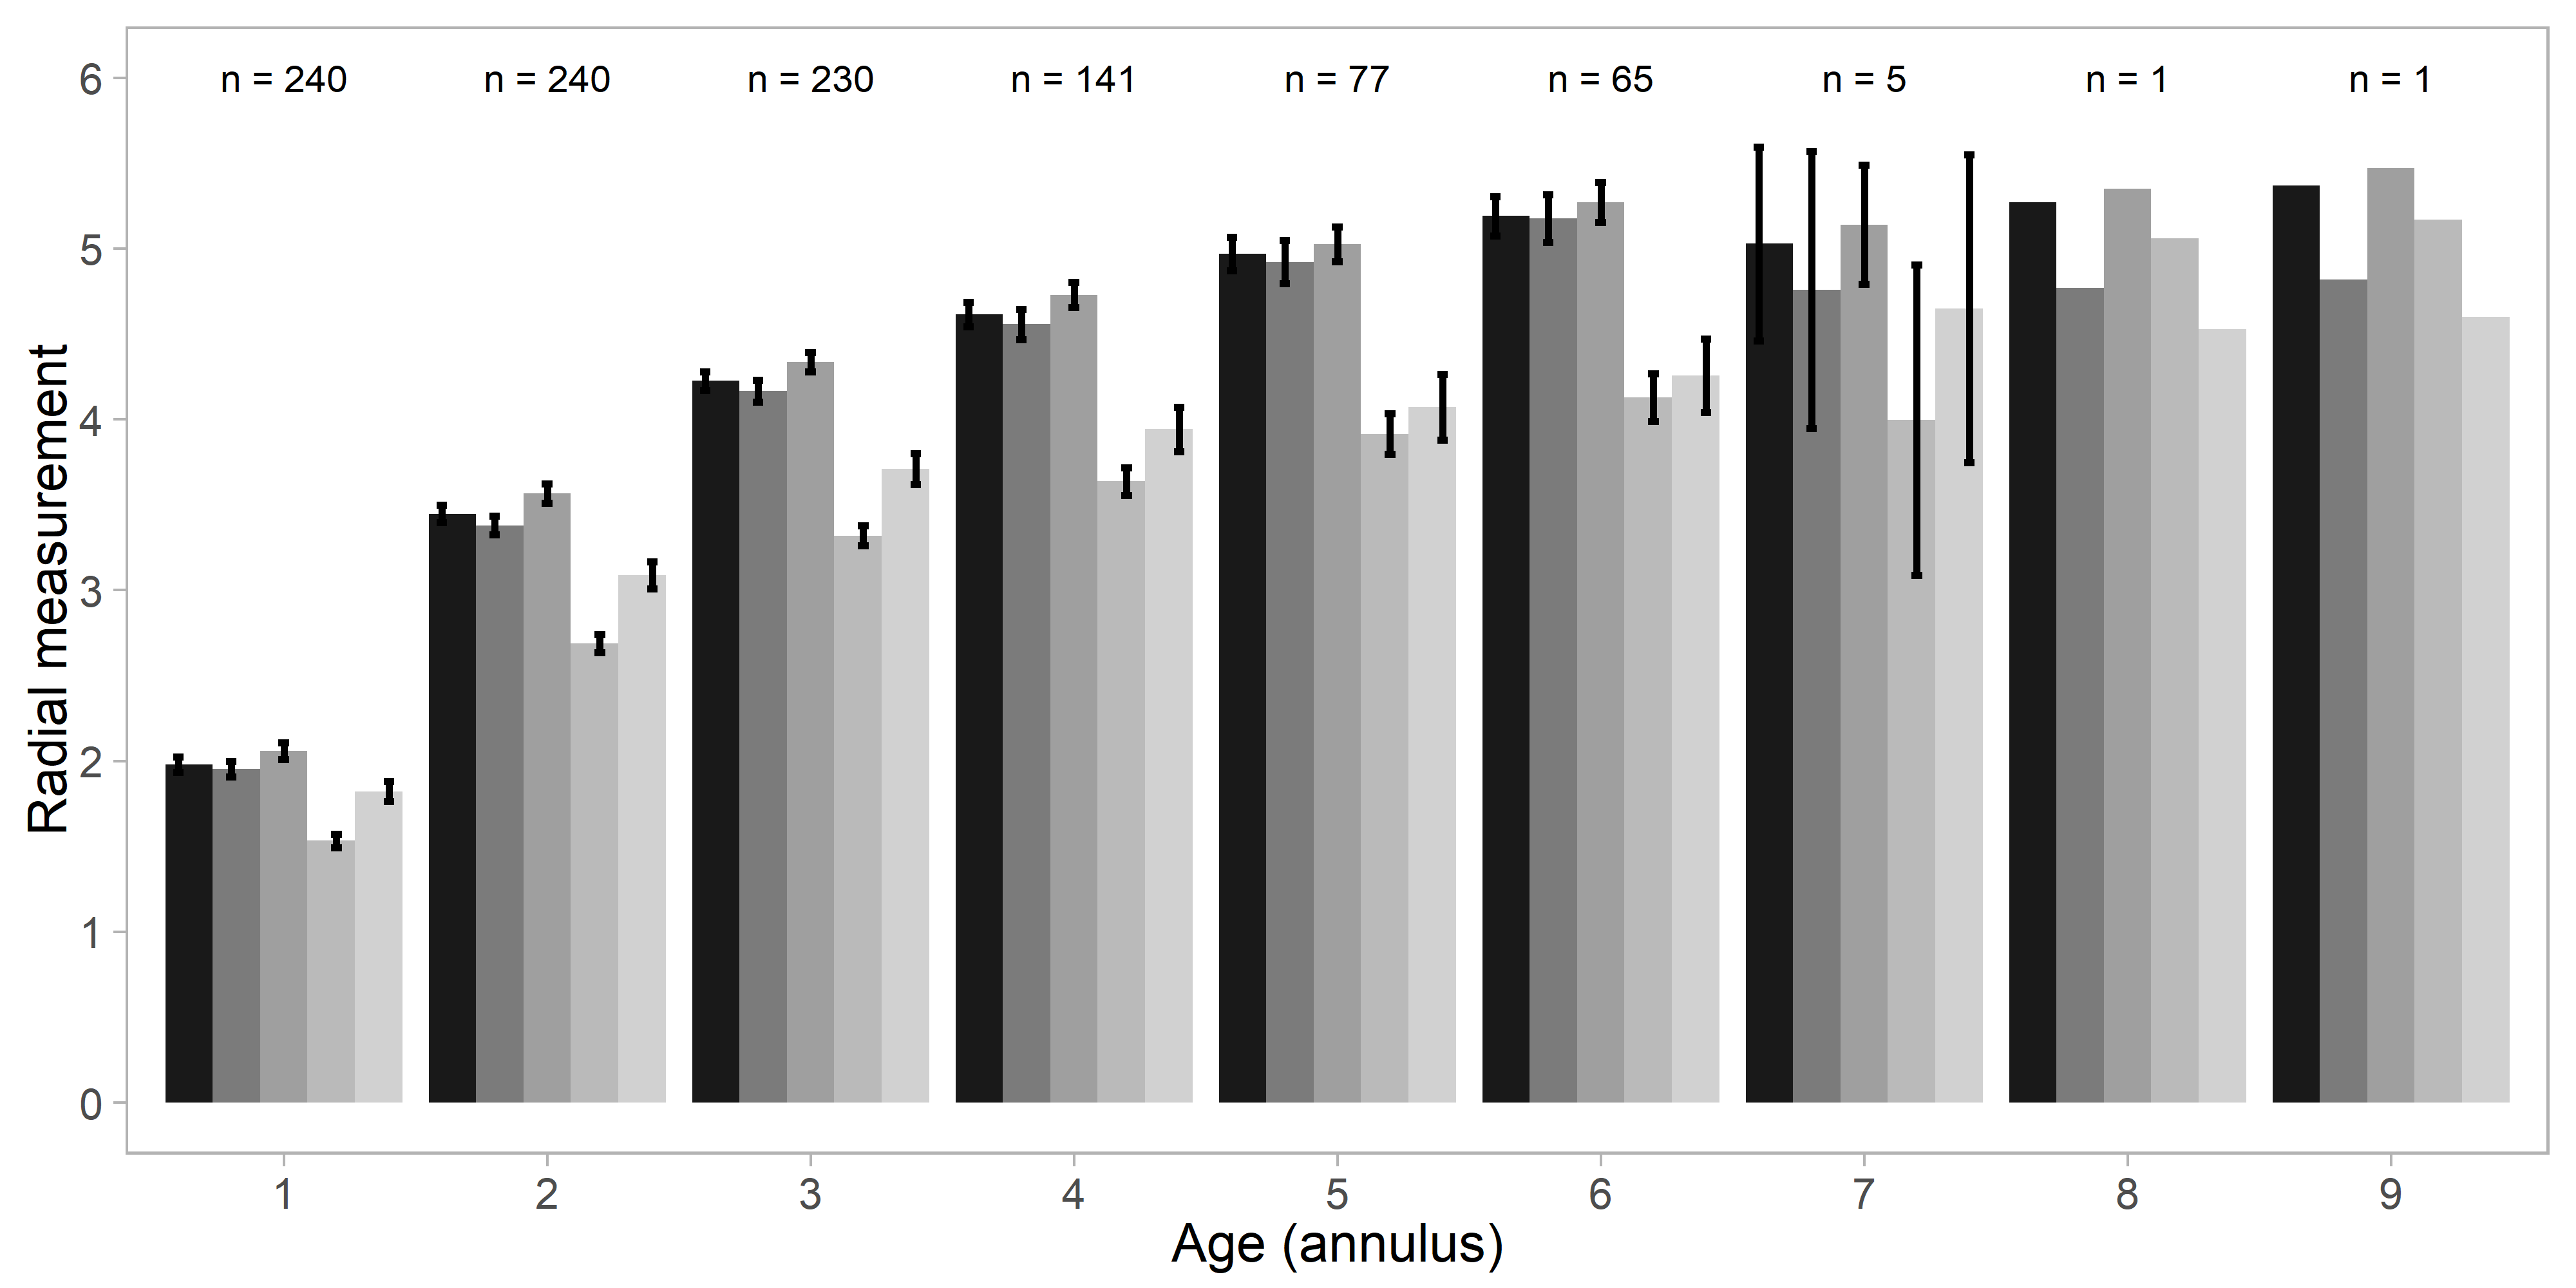 n = 240 n = 240 n = 230 n = 141 n = 77 n = 65 n = 5 n = 1 n = 1
6
5
4
3
2
1
0
Radial measurement
1 2 3 4 5 6 7 8 9
Age (annulus)